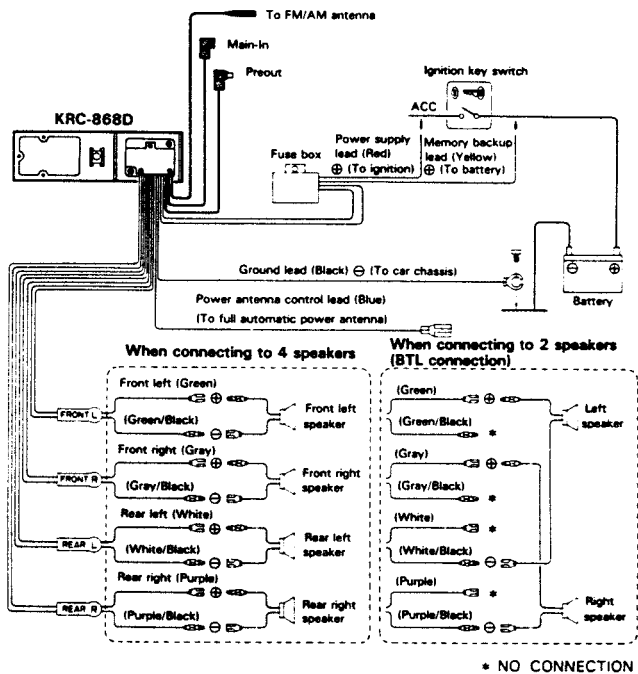 To FM/AM antenna
Main-In
Preout
KRC-868D
Ignition key switch
ACC
Fuse box
Power supply
lead (Red)
⊕ (To ignition)
Memory backup
lead (Yellow)
⊕ (To battery)
Ground lead (Black) ⊖ (To car chassis)
⊖ ⊕
Battery
Power antenna control lead (Blue)
(To full automatic power antenna)
When connecting to 4 speakers
Front left (Green)
⊕
FRONT L
(Green/Black)
⊖
Front left
speaker
Front right (Gray)
⊕
FRONT R
(Gray/Black)
⊖
Front right
speaker
Rear left (White)
⊕
REAR L
(White/Black)
⊖
Rear left
speaker
Rear right (Purple)
⊕
REAR R
(Purple/Black)
⊖
Rear right
speaker
When connecting to 2 speakers
(BTL connection)
(Green)
⊕
(Green/Black)
*
Left
speaker
(Gray)
⊕
(Gray/Black)
*
(White)
*
(White/Black)
⊖
(Purple)
*
(Purple/Black)
⊖
Right
speaker
* NO CONNECTION